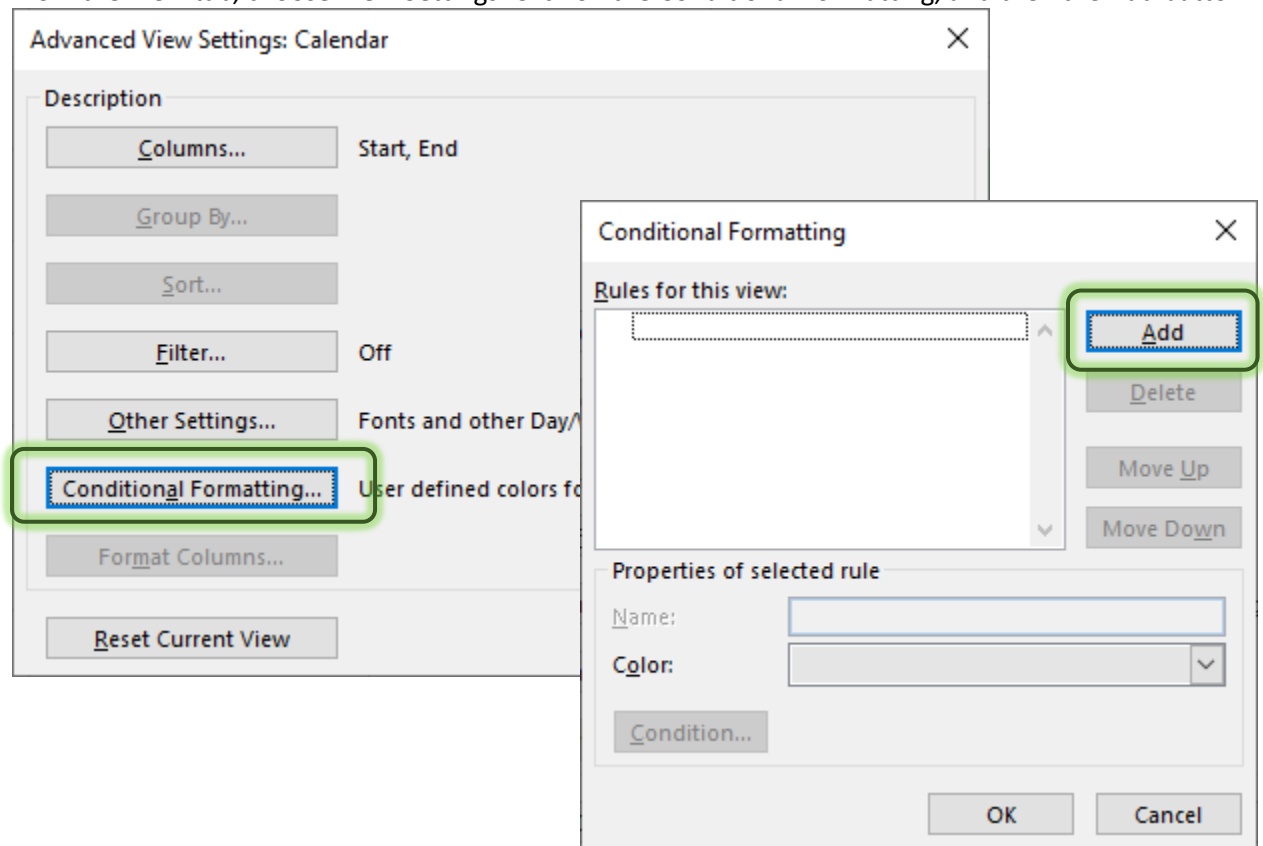 Advanced View Settings: Calendar
Description
Columns... Start, End
Group By...
Sort...
Filter... Off
Other Settings... Fonts and other Day/
Conditional Formatting... User defined colors fo
Format Columns...
Reset Current View
Conditional Formatting
Rules for this view:
Add
Delete
Move Up
Move Down
Properties of selected rule
Name:
Color:
Condition...
OK Cancel